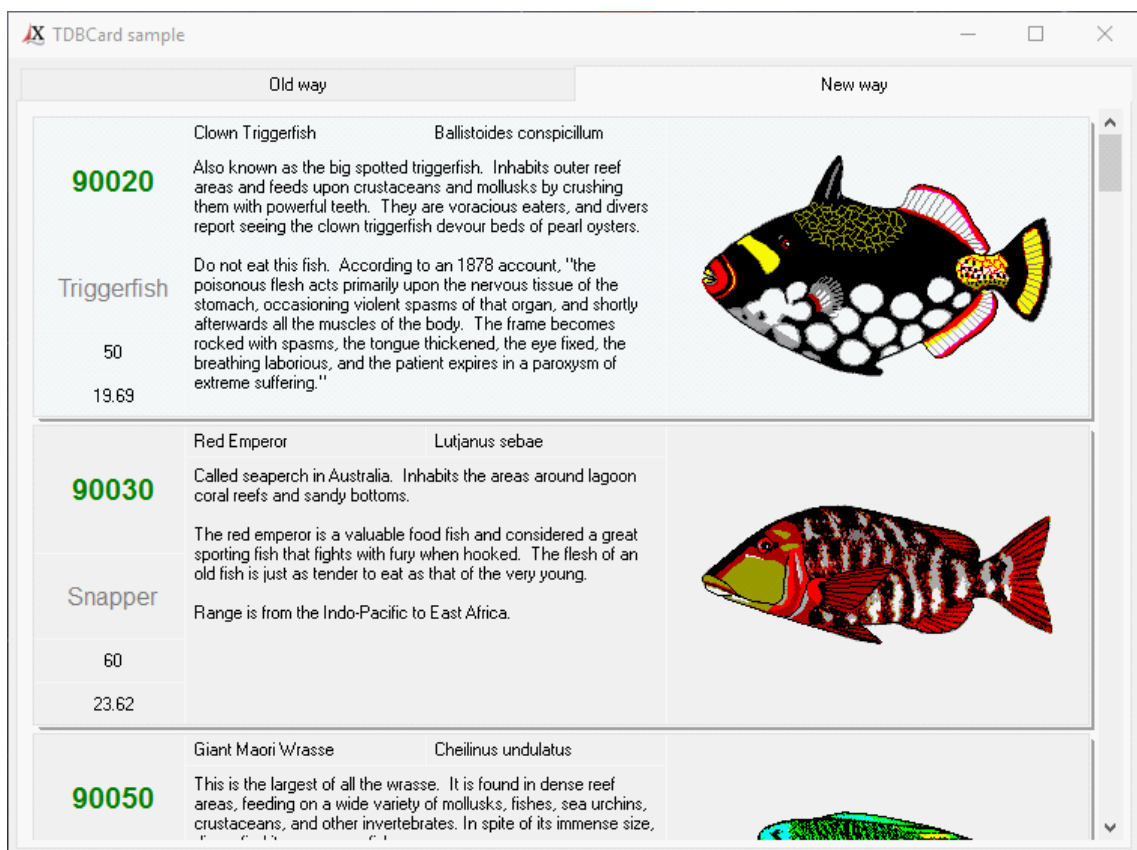 TDBCard sample
Old way
New way
90020
Triggerfish
50
19.69
Clown Triggerfish
Ballistoides conspicillum
Also known as the big spotted triggerfish.  Inhabits outer reef
areas and feeds upon crustaceans and mollusks by crushing
them with powerful teeth.  They are voracious eaters, and divers
report seeing the clown triggerfish devour beds of pearl oysters.
Do not eat this fish.  According to an 1878 account, "the
poisonous flesh acts primarily upon the nervous tissue of the
stomach, occasioning violent spasms of that organ, and shortly
afterwards all the muscles of the body.  The frame becomes
rocked with spasms, the tongue thickened, the eye fixed, the
breathing laborious, and the patient expires in a paroxysm of
extreme suffering."
90030
Snapper
60
23.62
Red Emperor
Lutjanus sebae
Called seaperch in Australia.  Inhabits the areas around lagoon
coral reefs and sandy bottoms.
The red emperor is a valuable food fish and considered a great
sporting fish that fights with fury when hooked.  The flesh of an
old fish is just as tender to eat as that of the very young.
Range is from the Indo-Pacific to East Africa.
90050
Giant Maori Wrasse
Cheilinus undulatus
This is the largest of all the wrasse.  It is found in dense reef
areas, feeding on a wide variety of mollusks, fishes, sea urchins,
crustaceans, and other invertebrates. In spite of its immense size,